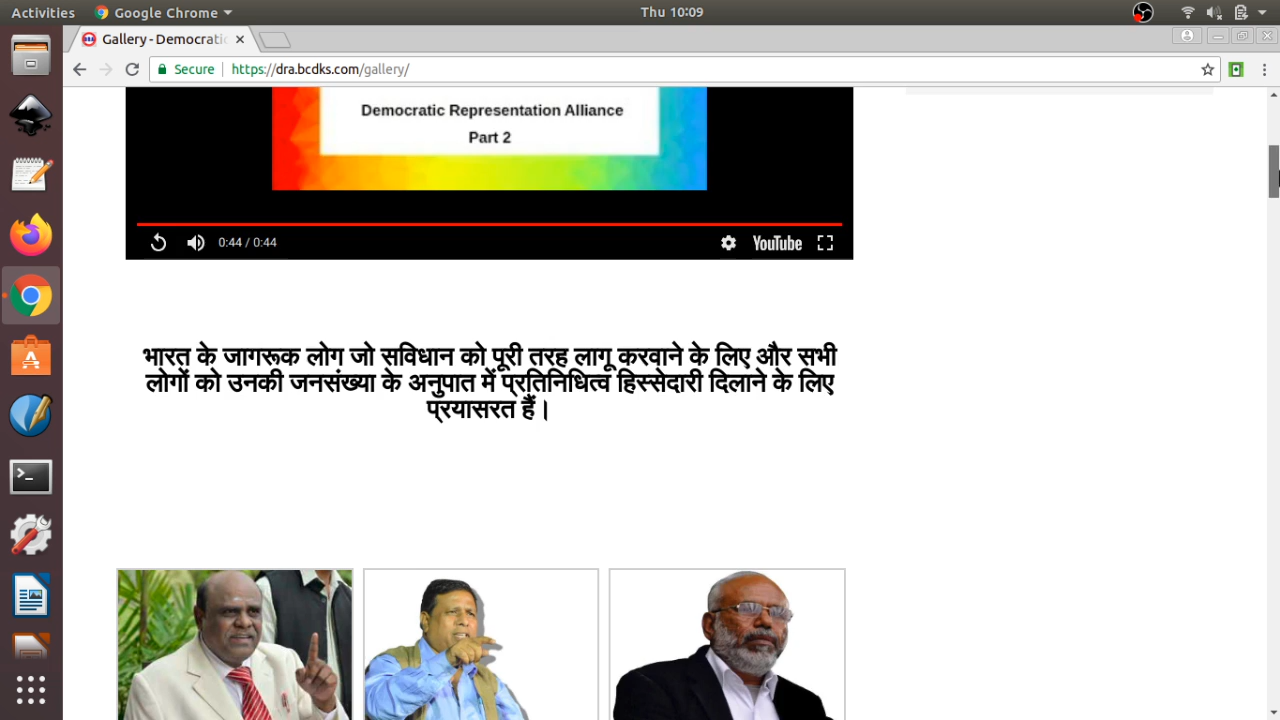 Activities
Google Chrome
Thu 10:09
Gallery - Democratic
Secure
https://dra.bcdks.com/gallery/
Democratic Representation Alliance
Part 2
0:44 / 0:44
YouTube
भारत के जागरूक लोग जो सविधान को पूरी तरह लागू करवाने के लिए और सभी
लोगों को उनकी जनसंख्या के अनुपात में प्रतिनिधित्व हिस्सेदारी दिलाने के लिए
प्रयासरत हैं।